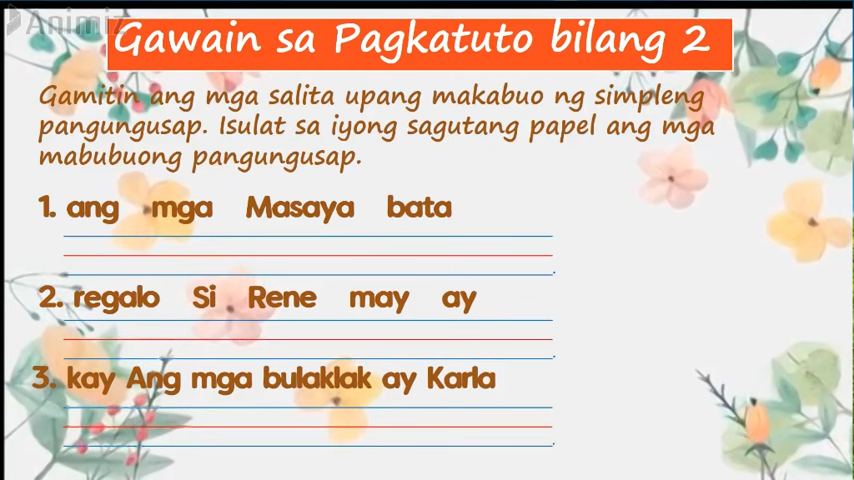 Animiz
Gawain sa Pagkatuto bilang 2
Gamitin ang mga salita upang makabuo ng simpleng
pangungusap. Isulat sa iyong sagutang papel ang mga
mabubuong pangungusap.
1. ang mga Masaya bata
.
2. regalo Si Rene may ay
.
3. kay Ang mga bulaklak ay Karla
.